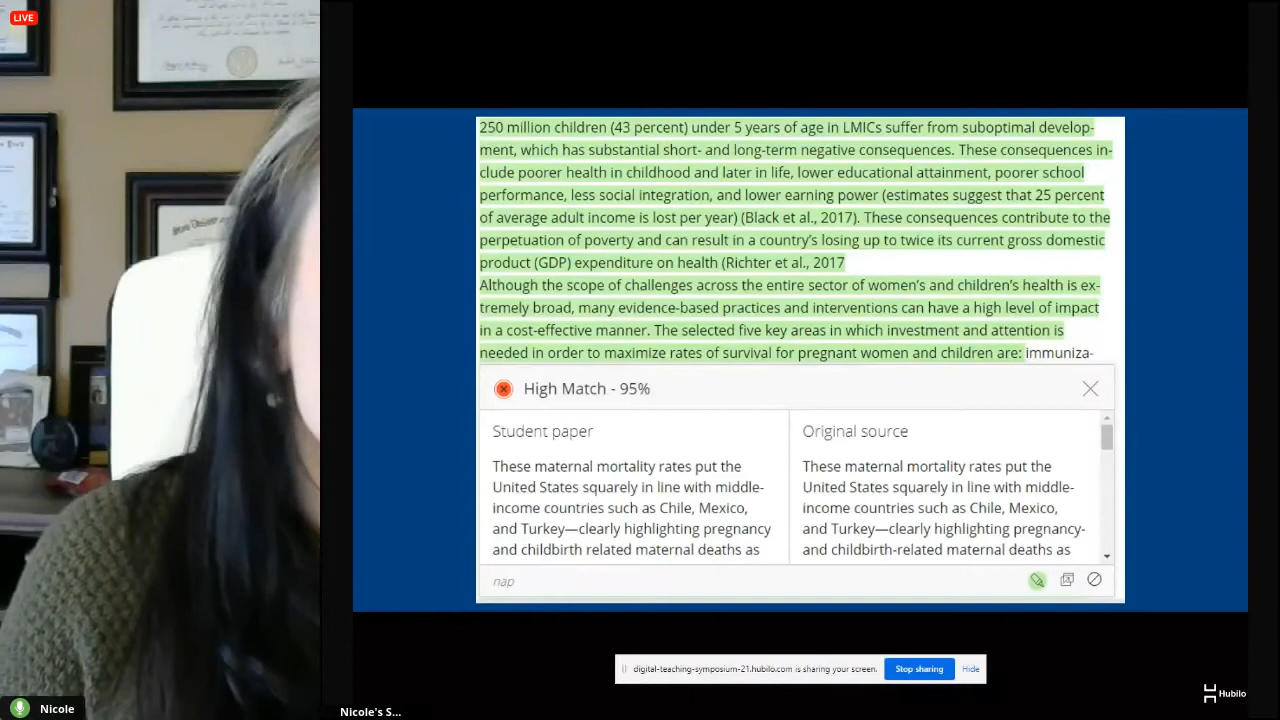 LIVE
250 million children (43 percent) under 5 years of age in LMICs suffer from suboptimal develop-
ment, which has substantial short- and long-term negative consequences. These consequences in-
clude poorer health in childhood and later in life, lower educational attainment, poorer school
performance, less social integration, and lower earning power (estimates suggest that 25 percent
of average adult income is lost per year) (Black et al., 2017). These consequences contribute to the
perpetuation of poverty and can result in a country's losing up to twice its current gross domestic
product (GDP) expenditure on health (Richter et al., 2017
Although the scope of challenges across the entire sector of women's and children's health is ex-
tremely broad, many evidence-based practices and interventions can have a high level of impact
in a cost-effective manner. The selected five key areas in which investment and attention is
needed in order to maximize rates of survival for pregnant women and children are: immuniza-
High Match - 95%
Student paper
These maternal mortality rates put the
United States squarely in line with middle-
income countries such as Chile, Mexico,
and Turkey—clearly highlighting pregnancy
and childbirth related maternal deaths as
Original source
These maternal mortality rates put the
United States squarely in line with middle-
income countries such as Chile, Mexico,
and Turkey—clearly highlighting pregnancy-
and childbirth-related maternal deaths as
nap
digital-teaching-symposium-21.hubilo.com is sharing your screen.
Stop sharing
Hide
Hubilo
Nicole
Nicole's S...